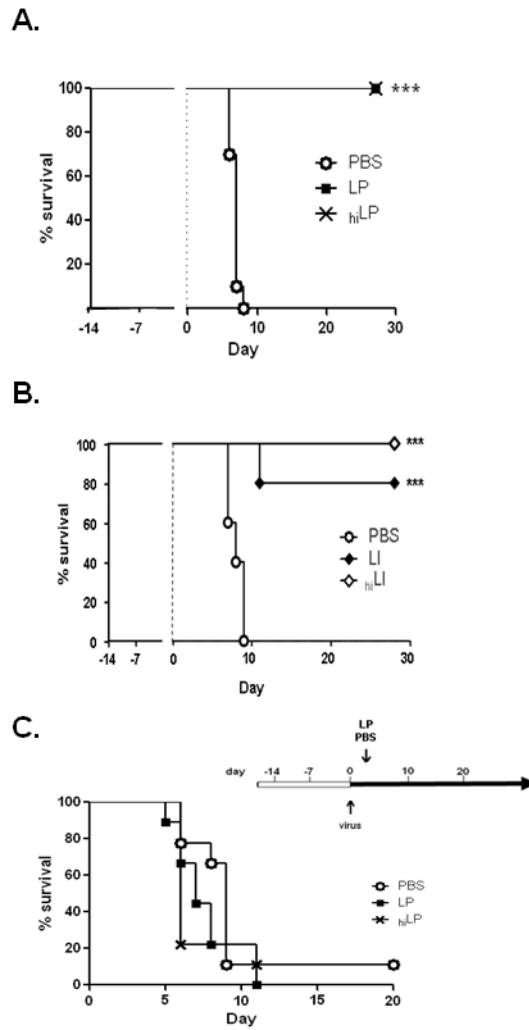 A.
% survival
100
80
60
40
20
-14 -7 0 10 20 30
Day
PBS
LP
hiLP
***
B.
% survival
100
80
60
40
20
0
-14 -7 0 10 20 30
Day
***
***
PBS
LI
hiLI
C.
LP
PBS
day -14 -7 0 10 20
virus
% survival
100
80
60
40
20
0
0 5 10 15 20
Day
PBS
LP
hiLP